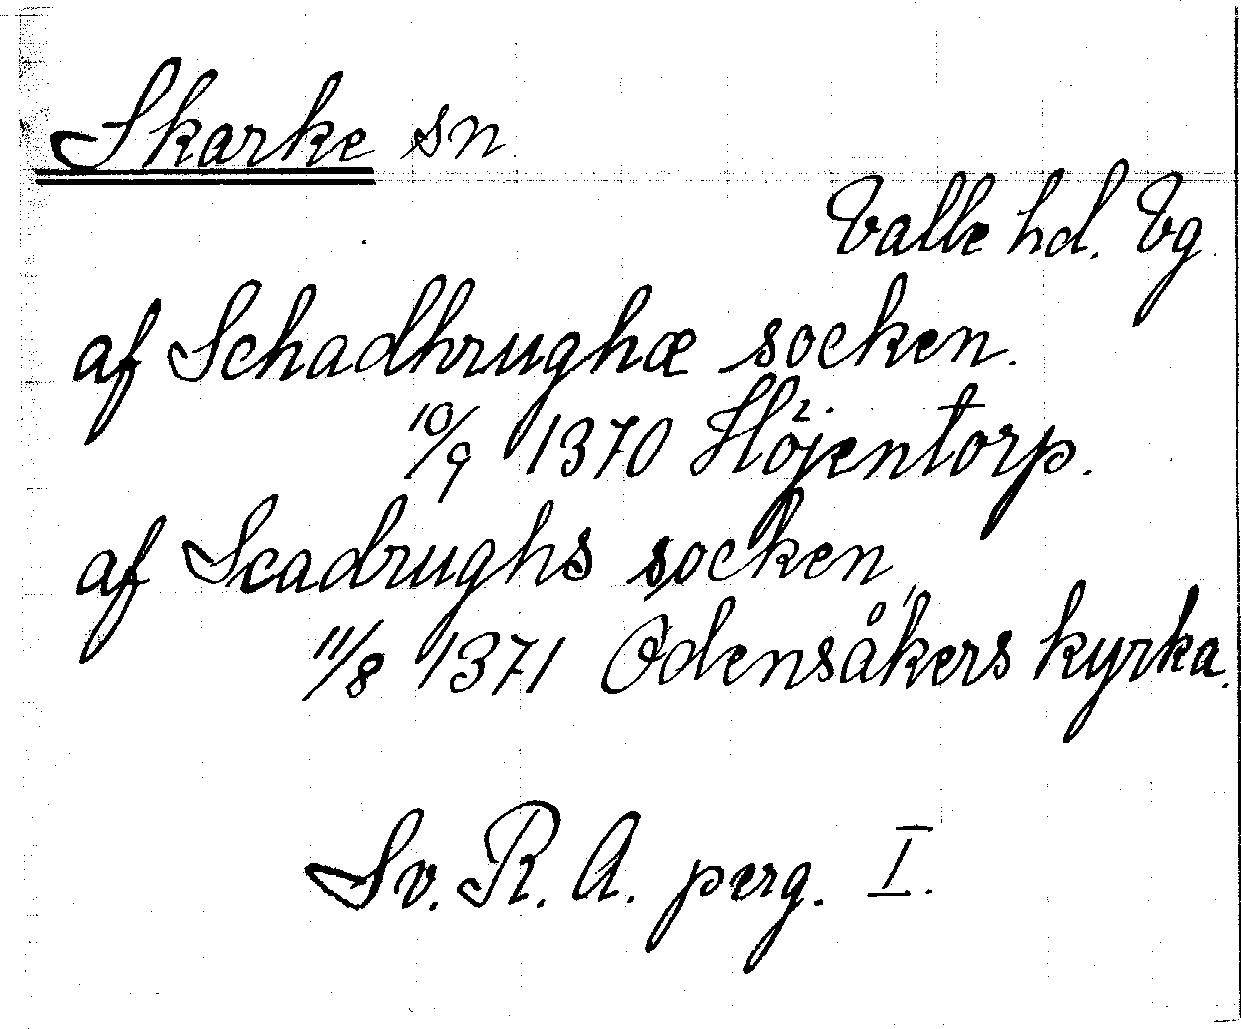 Skarke sn
Valle hd. Vg.
af Schadhrughæ socken.
10/9 1370 Höjentorp.
af Scadrughs socken
11/8 1371 Odensåkers kyrka.
Sv. R. A. perg. I.